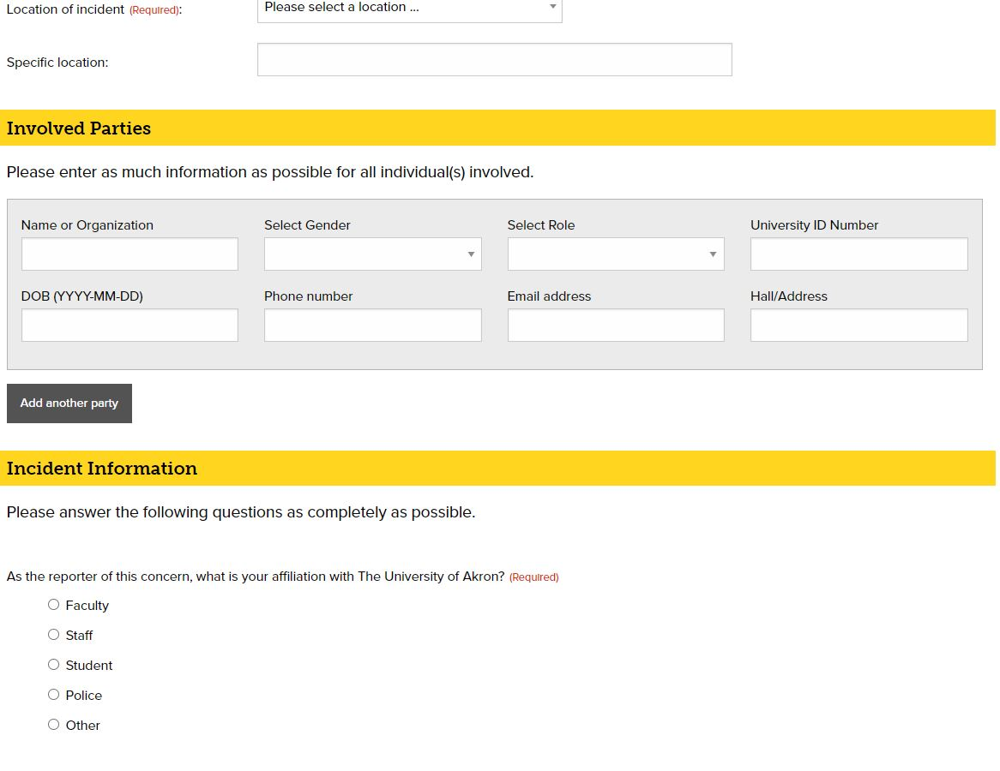 Location of incident (Required):
Please select a location ...
Specific location:
Involved Parties
Please enter as much information as possible for all individual(s) involved.
Name or Organization
Select Gender
Select Role
University ID Number
DOB (YYYY-MM-DD)
Phone number
Email address
Hall/Address
Add another party
Incident Information
Please answer the following questions as completely as possible.
As the reporter of this concern, what is your affiliation with The University of Akron? (Required)
Faculty
Staff
Student
Police
Other